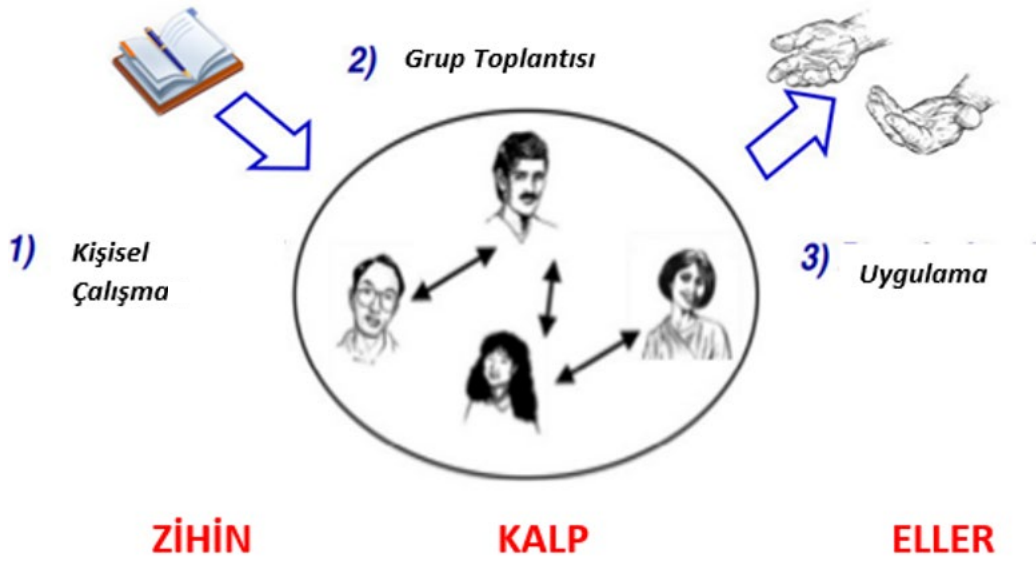 2) Grup Toplantısı
1) Kişisel
Çalışma
3) Uygulama
ZİHİN KALP ELLER